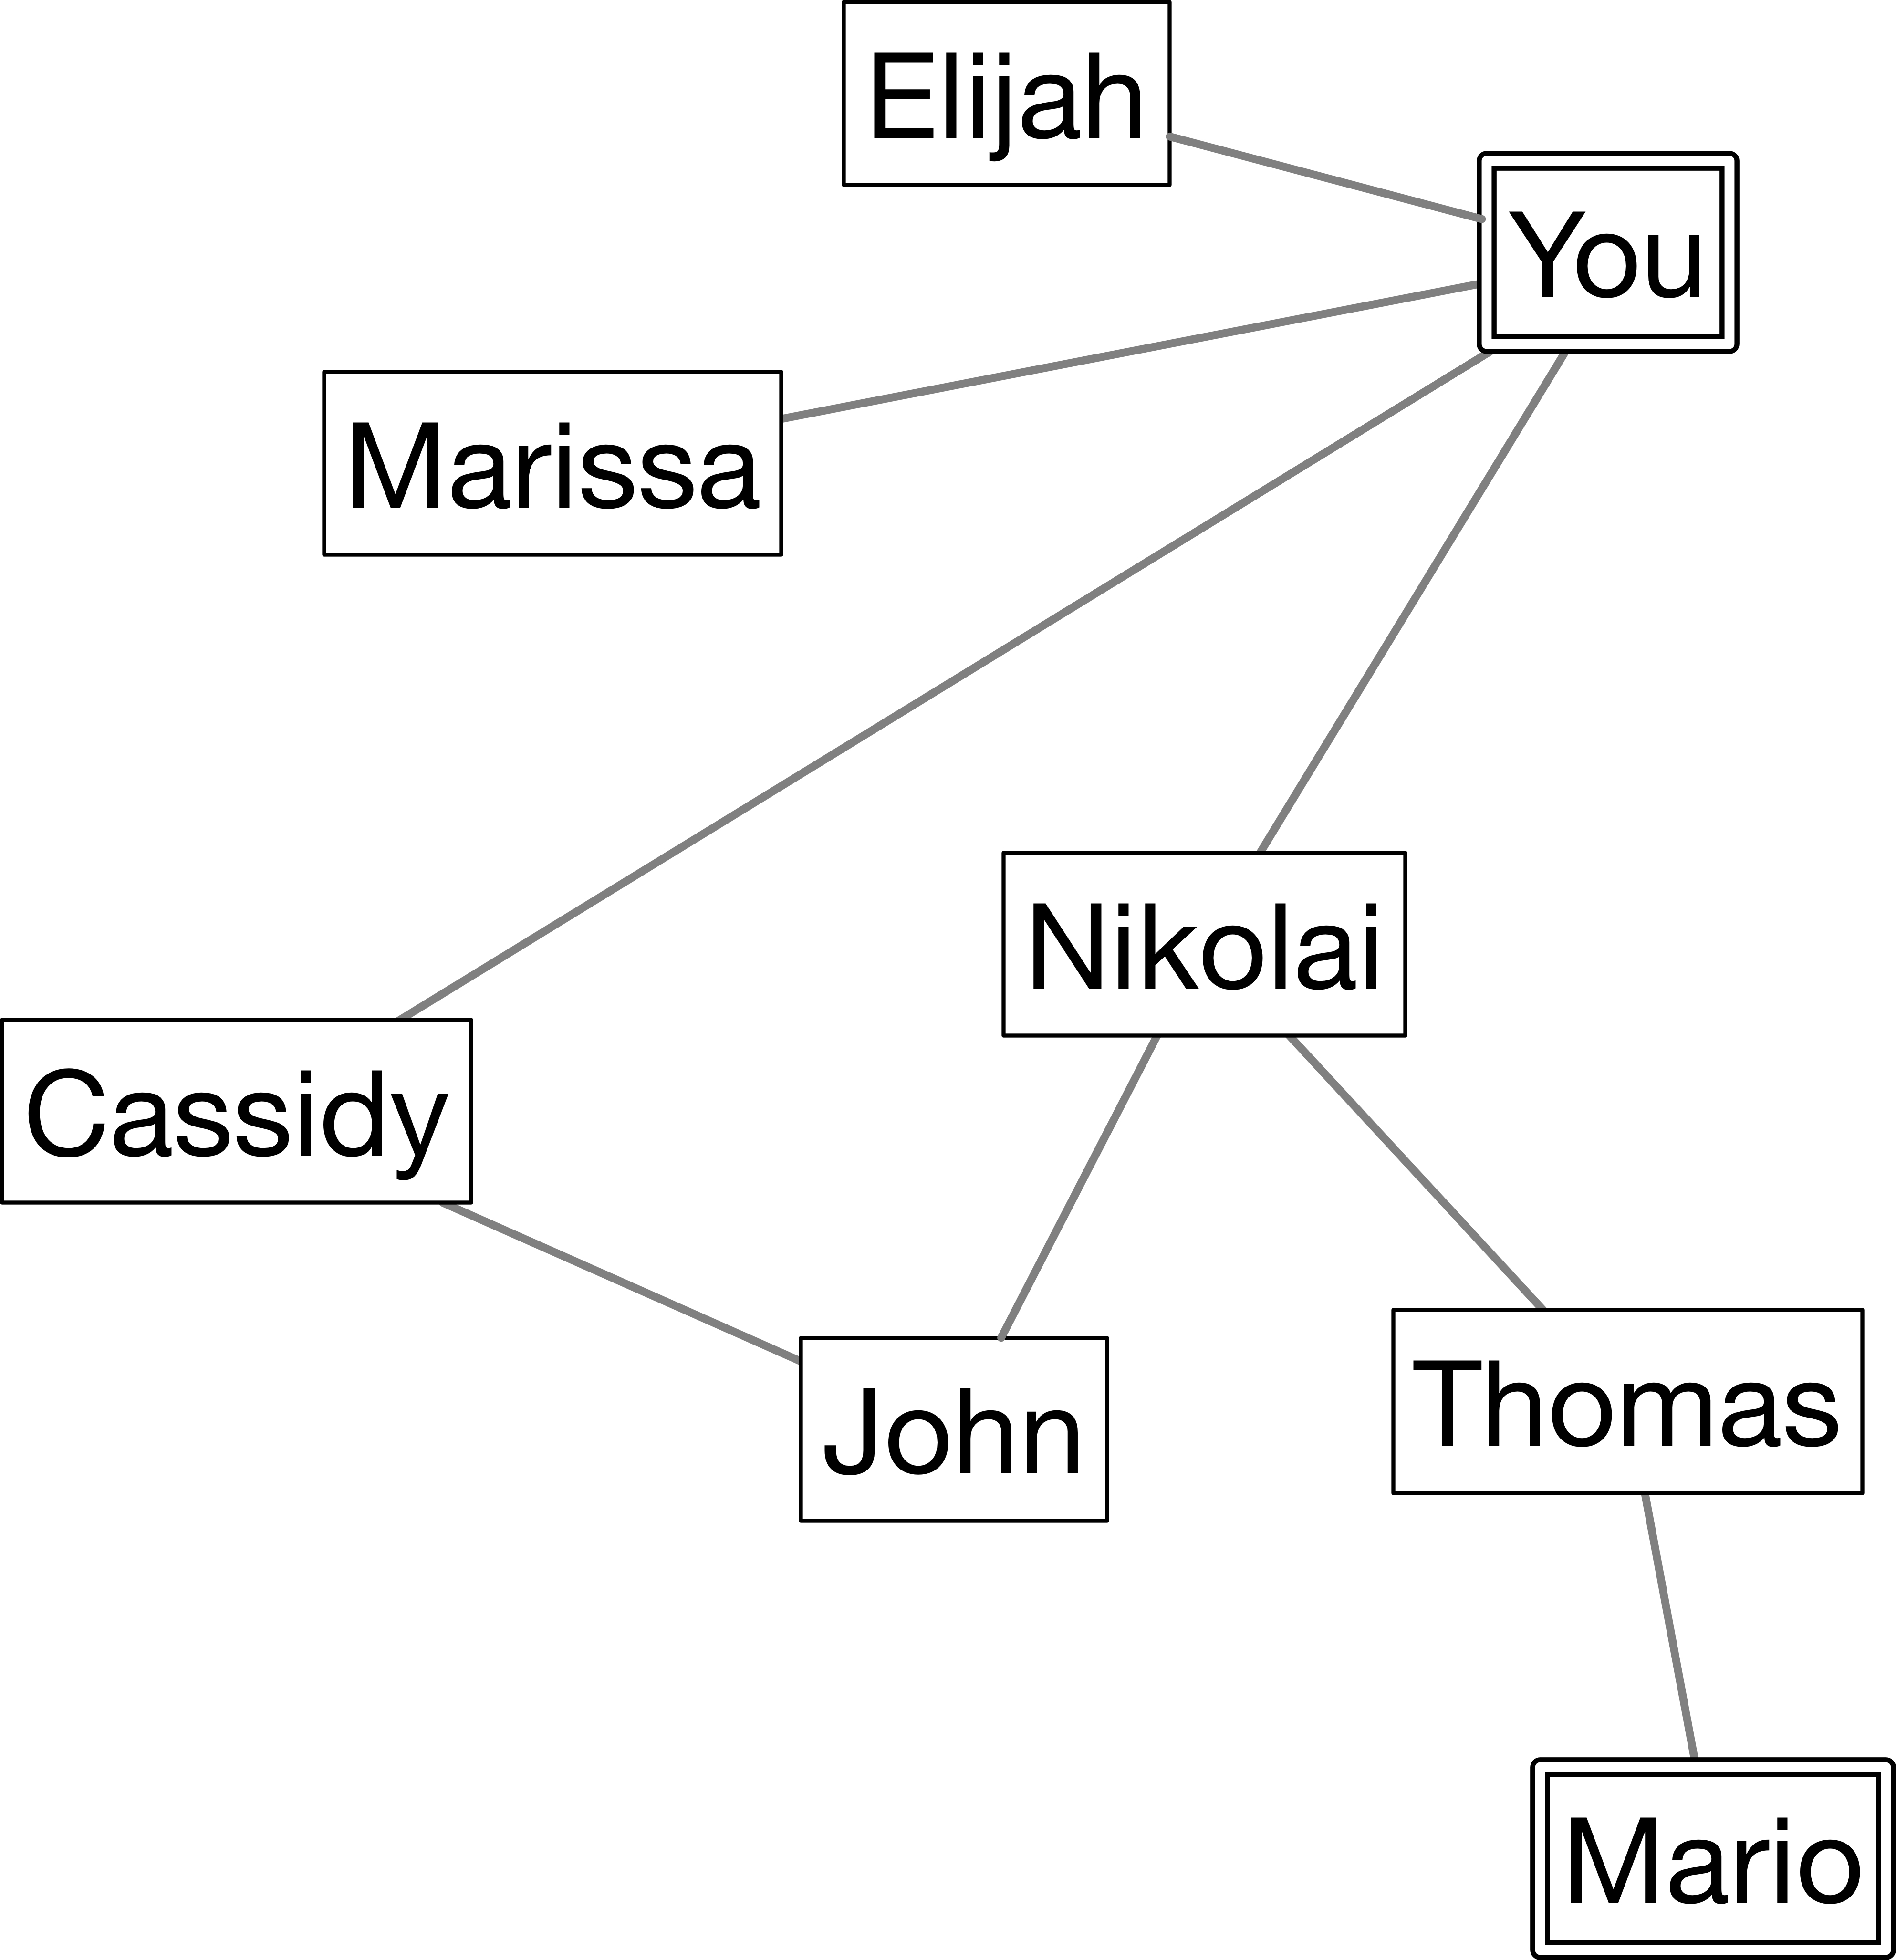 Elijah
You
Marissa
Nikolai
Cassidy
Thomas
John
Mario